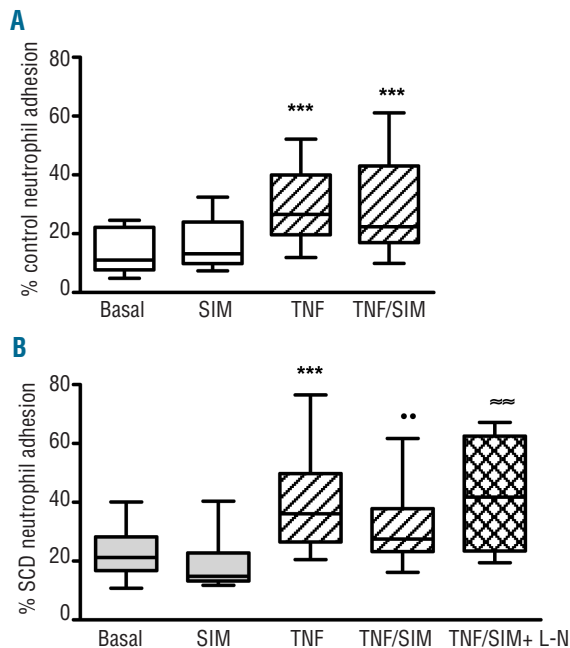 A
% control neutrophil adhesion
80
60
40
20
0
*** ***
Basal SIM TNF TNF/SIM
B
% SCD neutrophil adhesion
80
60
40
20
0
*** •• ≈≈
Basal SIM TNF TNF/SIM TNF/SIM+ L-N